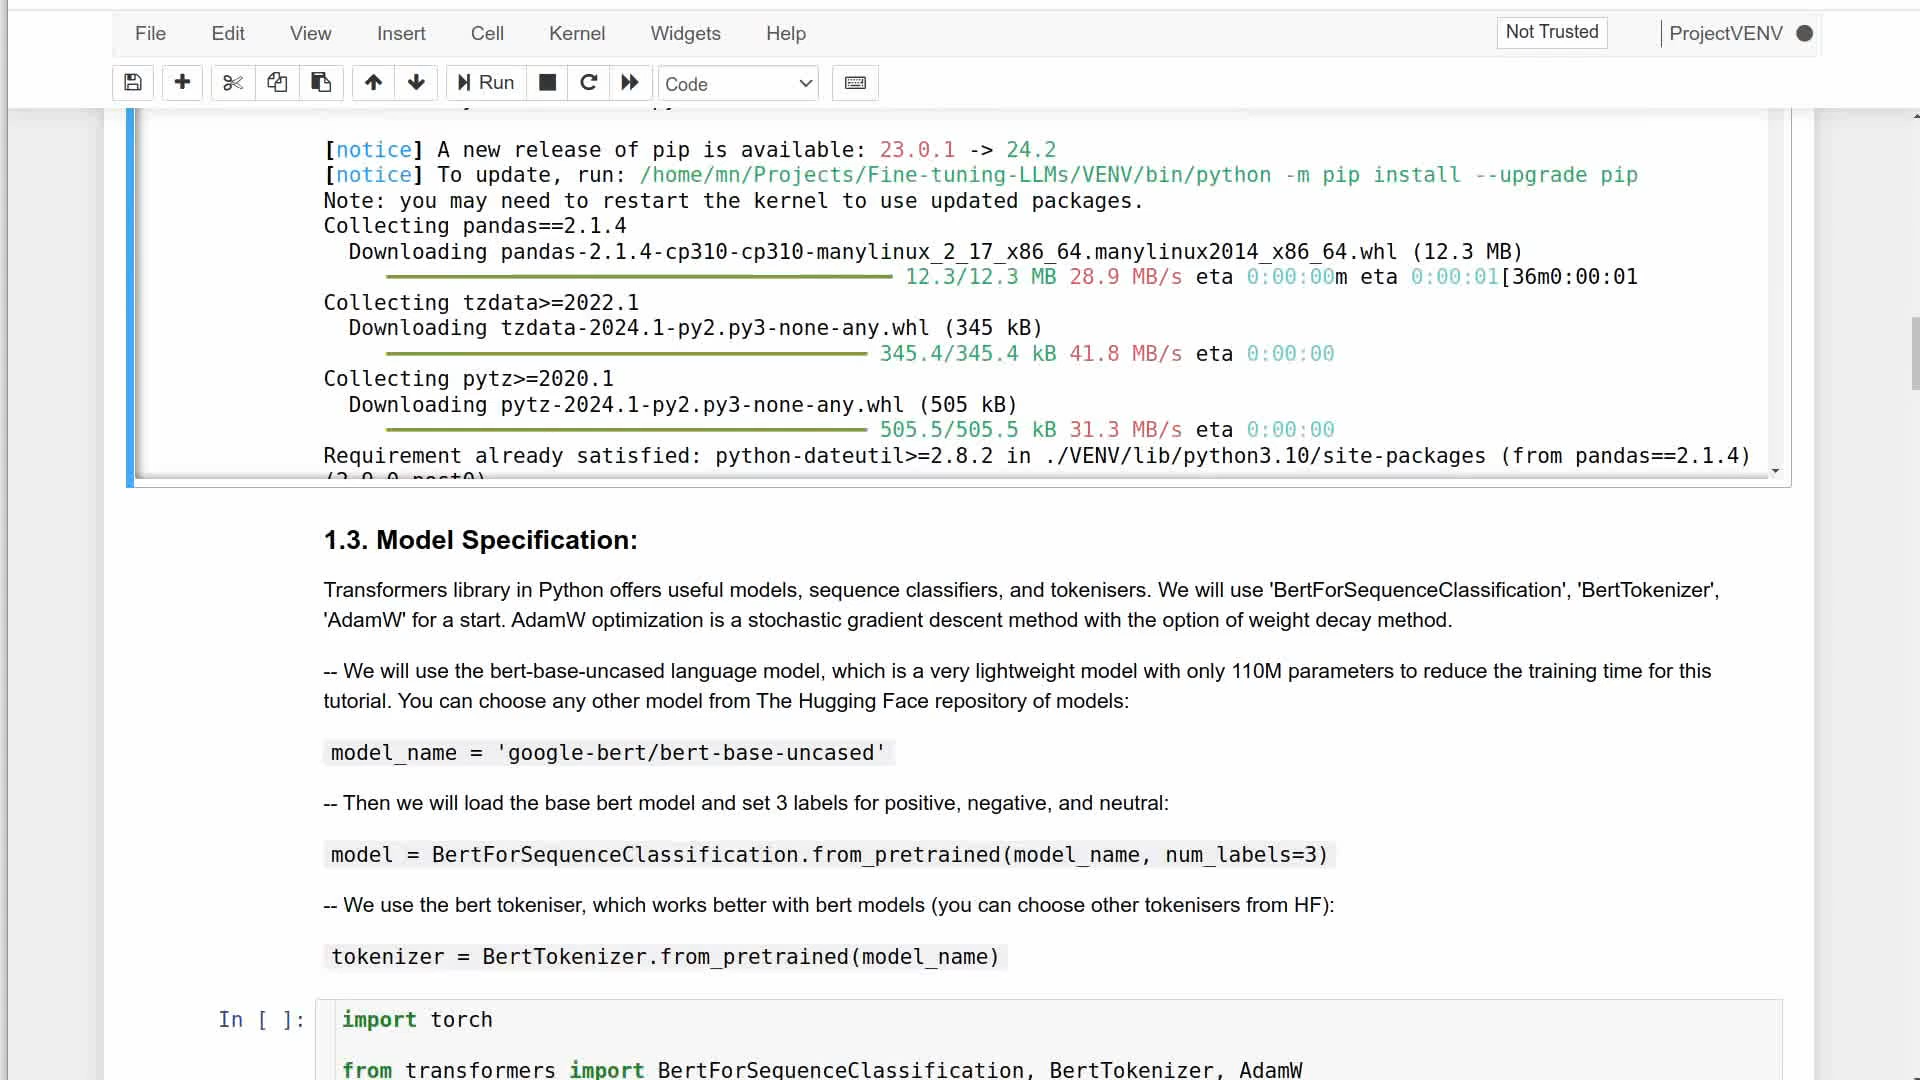 File Edit View Insert Cell Kernel Widgets Help Not Trusted ProjectVENV
Run Code
[notice] A new release of pip is available: 23.0.1 -> 24.2
[notice] To update, run: /home/mn/Projects/Fine-tuning-LLMs/VENV/bin/python -m pip install --upgrade pip
Note: you may need to restart the kernel to use updated packages.
Collecting pandas==2.1.4
Downloading pandas-2.1.4-cp310-cp310-manylinux_2_17_x86_64.manylinux2014_x86_64.whl (12.3 MB)
12.3/12.3 MB 28.9 MB/s eta 0:00:00m eta 0:00:01[36m0:00:01
Collecting tzdata>=2022.1
Downloading tzdata-2024.1-py2.py3-none-any.whl (345 kB)
345.4/345.4 kB 41.8 MB/s eta 0:00:00
Collecting pytz>=2020.1
Downloading pytz-2024.1-py2.py3-none-any.whl (505 kB)
505.5/505.5 kB 31.3 MB/s eta 0:00:00
Requirement already satisfied: python-dateutil>=2.8.2 in ./VENV/lib/python3.10/site-packages (from pandas==2.1.4)
1.3. Model Specification:
Transformers library in Python offers useful models, sequence classifiers, and tokenisers. We will use 'BertForSequenceClassification', 'BertTokenizer',
'AdamW' for a start. AdamW optimization is a stochastic gradient descent method with the option of weight decay method.
-- We will use the bert-base-uncased language model, which is a very lightweight model with only 110M parameters to reduce the training time for this
tutorial. You can choose any other model from The Hugging Face repository of models:
model_name = 'google-bert/bert-base-uncased'
-- Then we will load the base bert model and set 3 labels for positive, negative, and neutral:
model = BertForSequenceClassification.from_pretrained(model_name, num_labels=3)
-- We use the bert tokeniser, which works better with bert models (you can choose other tokenisers from HF):
tokenizer = BertTokenizer.from_pretrained(model_name)
In [ ]: import torch
from transformers import BertForSequenceClassification, BertTokenizer, AdamW